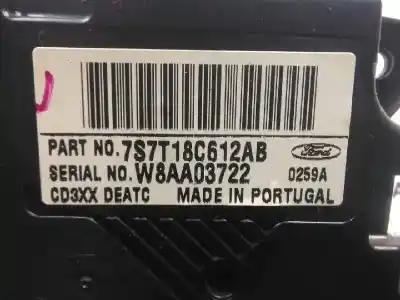 PART NO.7S7T18C612AB
Ford
SERIAL NO.W8AA03722
0259A
CD3XX DEATC MADE IN PORTUGAL